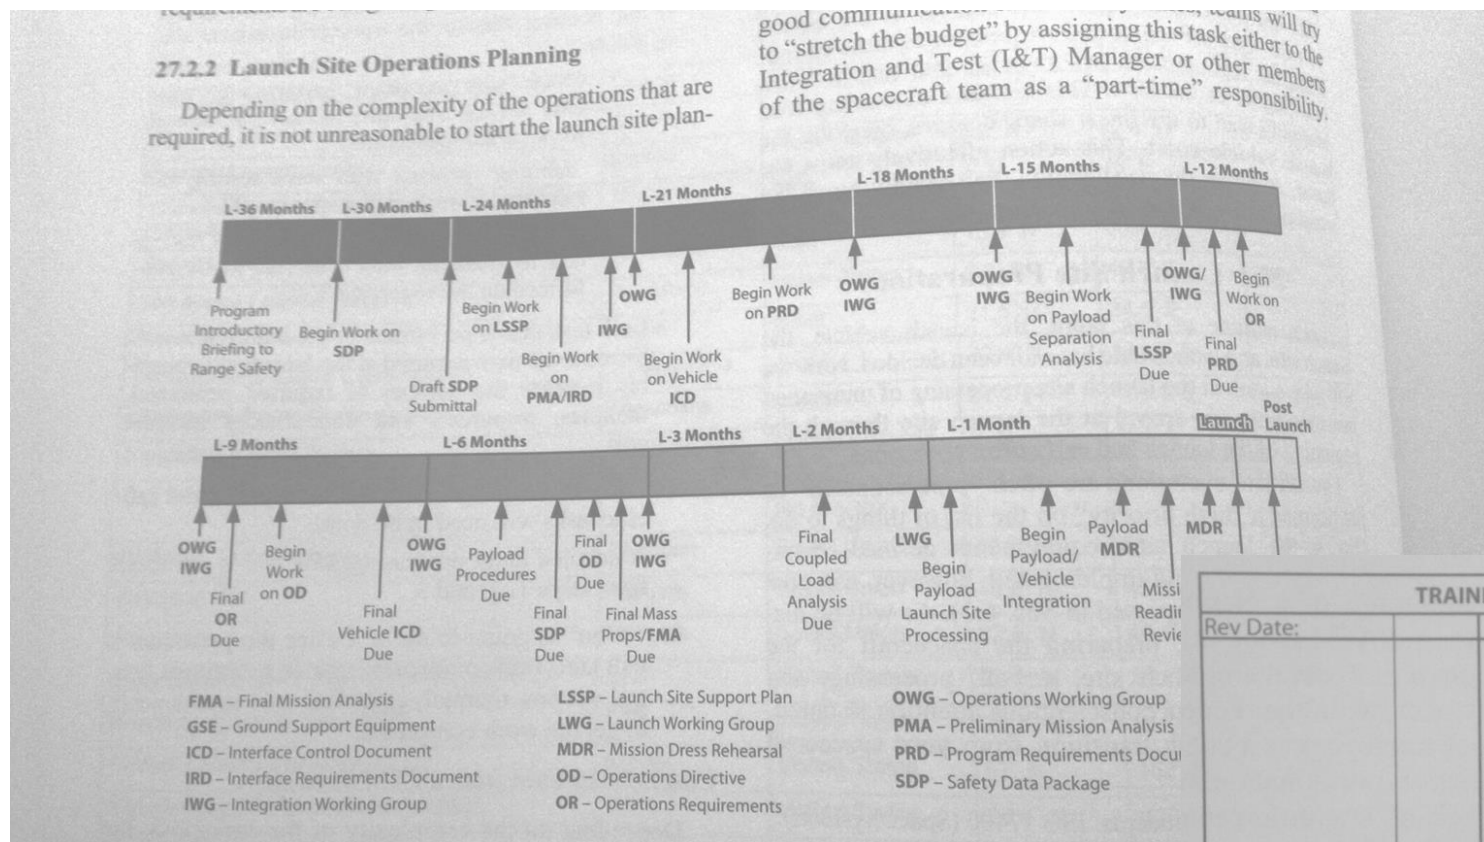 27.2.2 Launch Site Operations Planning
Depending on the complexity of the operations that are
required, it is not unreasonable to start the launch site plan-
good
to “stretch the budget” by assigning this task either to the
Integration and Test (I&T) Manager or other members
of the spacecraft team as a “part-time” responsibility.
teams will try
L-36 Months
L-30 Months
L-24 Months
L-21 Months
L-18 Months
L-15 Months
L-12 Months
Program
Introductory
Briefing to
Range Safety
Begin Work on
SDP
Draft SDP
Submittal
Begin Work
on LSSP
Begin Work
on
PMA/IRD
IWG
OWG
Begin Work
on Vehicle
ICD
Begin Work
on PRD
OWG
IWG
OWG
IWG
Begin Work
on Payload
Separation
Analysis
Final
LSSP
Due
OWG/
IWG
Final
PRD
Due
Begin
Work on
OR
L-9 Months
L-6 Months
L-3 Months
L-2 Months
L-1 Month
Launch
Post
Launch
OWG
IWG
Final
OR
Due
Begin
Work
on OD
Final
Vehicle ICD
Due
OWG
IWG
Payload
Procedures
Due
Final
SDP
Due
Final
OD
Due
Final Mass
Props/FMA
Due
OWG
IWG
Final
Coupled
Load
Analysis
Due
LWG
Begin
Payload
Launch Site
Processing
Begin
Payload/
Vehicle
Integration
Payload
MDR
Missi
Readi
Revie
MDR
FMA – Final Mission Analysis
GSE – Ground Support Equipment
ICD – Interface Control Document
IRD – Interface Requirements Document
IWG – Integration Working Group
LSSP – Launch Site Support Plan
LWG – Launch Working Group
MDR – Mission Dress Rehearsal
OD – Operations Directive
OR – Operations Requirements
OWG – Operations Working Group
PMA – Preliminary Mission Analysis
PRD – Program Requirements Docu
SDP – Safety Data Package
TRAIN
Rev Date: